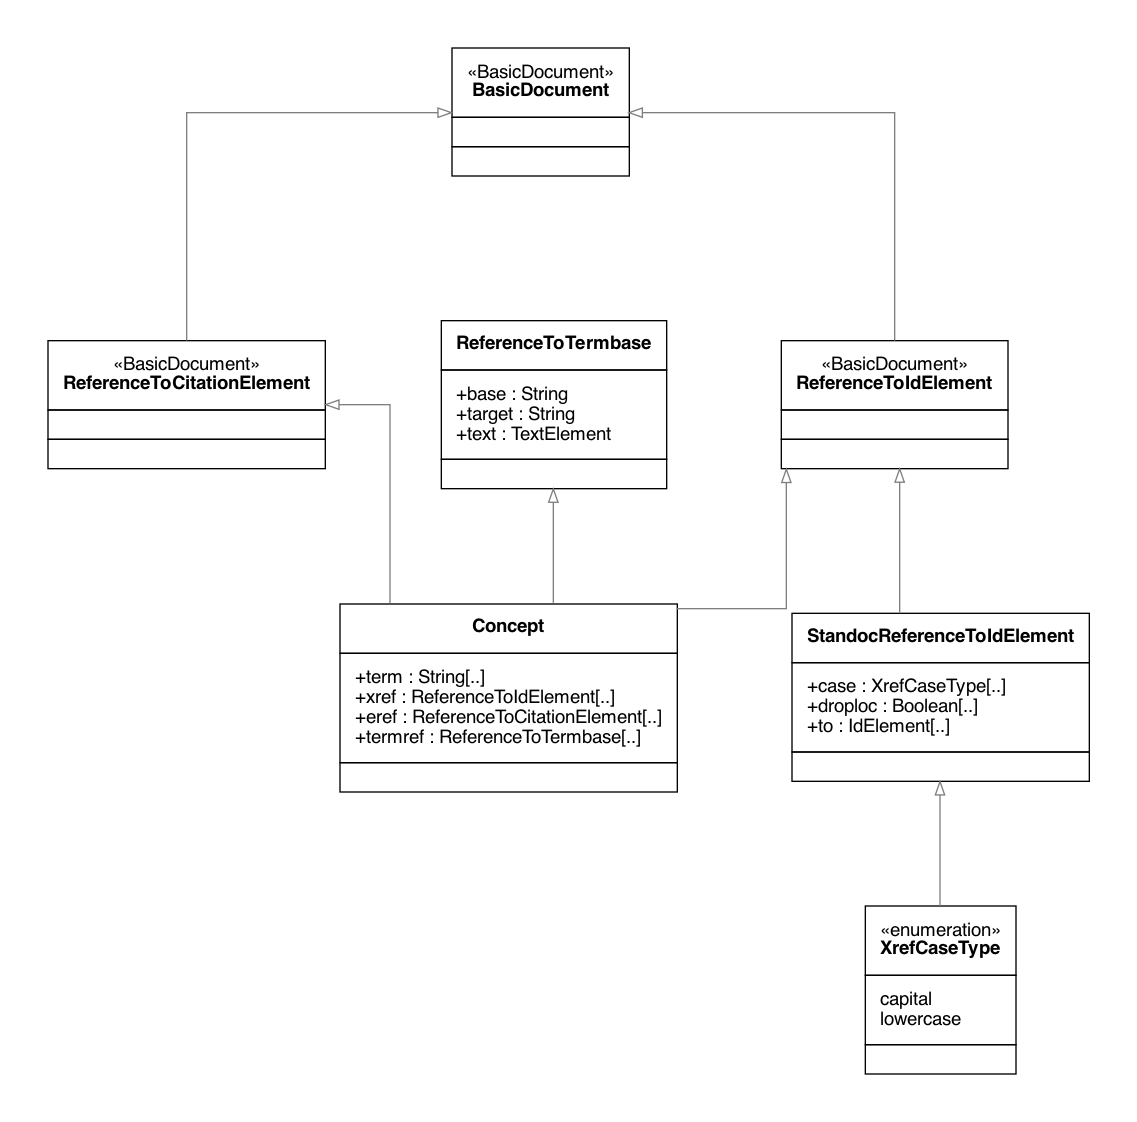 «BasicDocument»
BasicDocument
«BasicDocument»
ReferenceToCitationElement
ReferenceToTermbase
+base : String
+target : String
+text : TextElement
«BasicDocument»
ReferenceToIdElement
Concept
+term : String[..]
+xref : ReferenceToIdElement[..]
+eref : ReferenceToCitationElement[..]
+termref : ReferenceToTermbase[..]
StandocReferenceToIdElement
+case : XrefCaseType[..]
+droploc : Boolean[..]
+to : IdElement[..]
«enumeration»
XrefCaseType
capital
lowercase